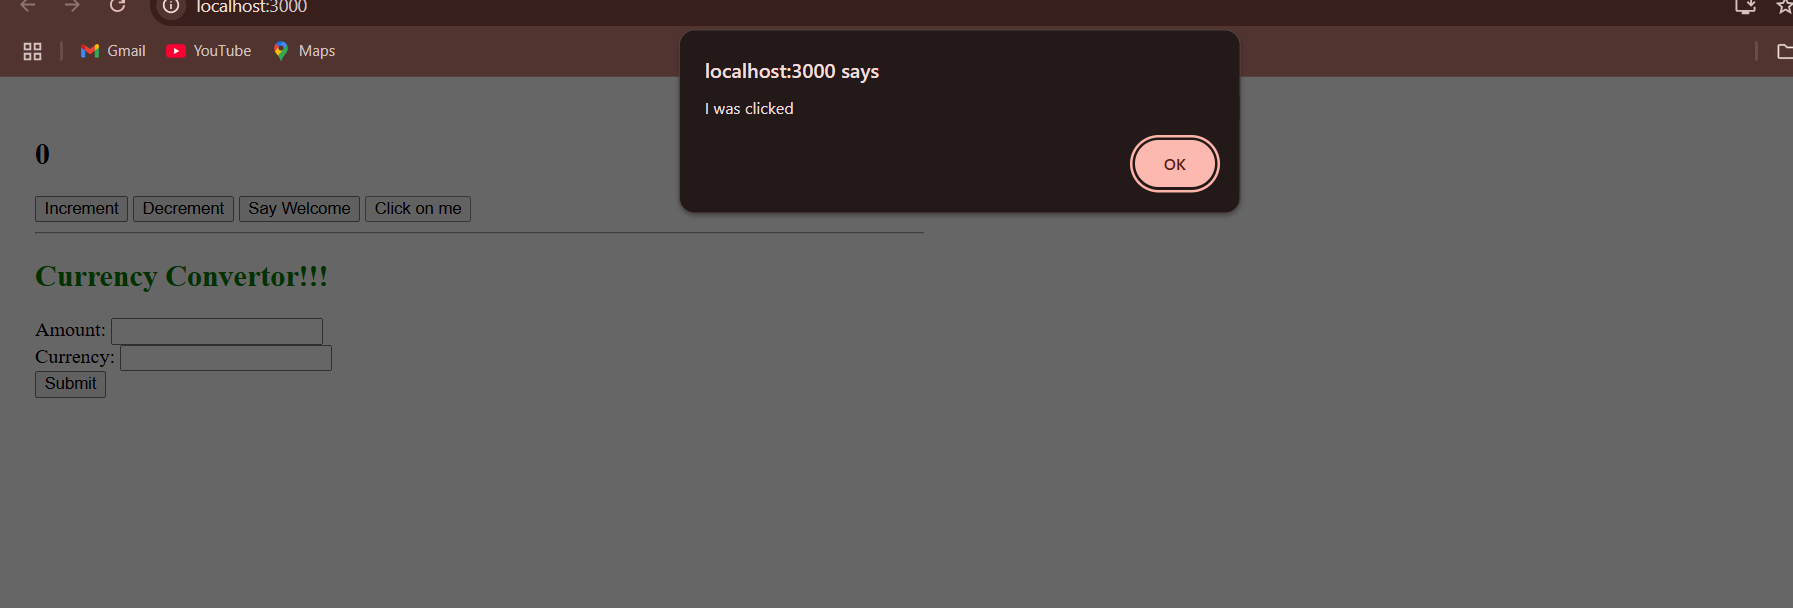 localhost:3000
Gmail YouTube Maps
localhost:3000 says
I was clicked
OK
0
Increment Decrement Say Welcome Click on me
Currency Convertor!!!
Amount:
Currency:
Submit